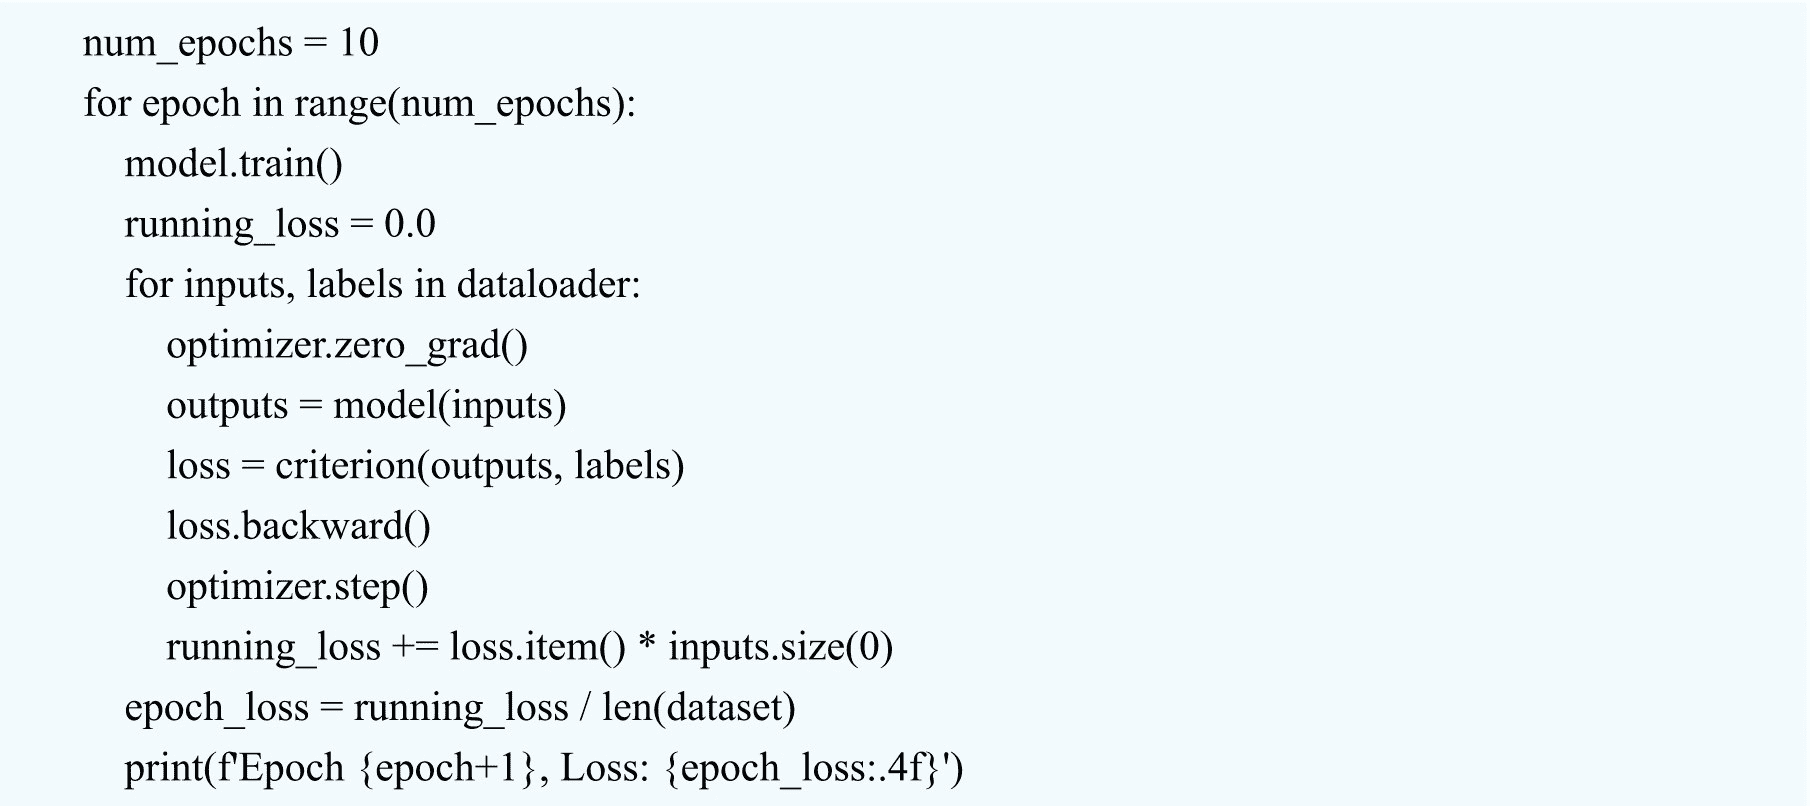 num_epochs = 10
for epoch in range(num_epochs):
model.train()
running_loss = 0.0
for inputs, labels in dataloader:
optimizer.zero_grad()
outputs = model(inputs)
loss = criterion(outputs, labels)
loss.backward()
optimizer.step()
running_loss += loss.item() * inputs.size(0)
epoch_loss = running_loss / len(dataset)
print(f'Epoch {epoch+1}, Loss: {epoch_loss:.4f}')